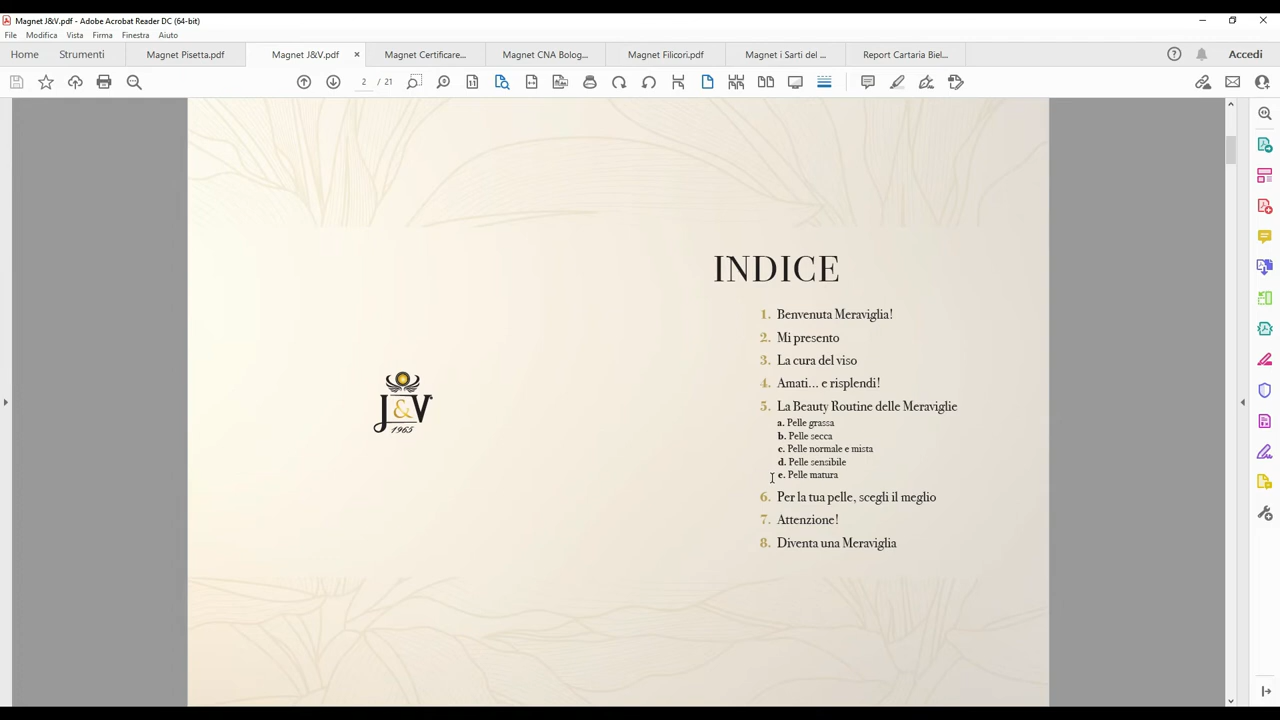 Magnet J&V.pdf - Adobe Acrobat Reader DC (64-bit)
File Modifica Vista Firma Finestra Aiuto
Home Strumenti Magnet Pisetta.pdf Magnet J&V.pdf × Magnet Certificare... Magnet CNA Bolog... Magnet Filicori.pdf Magnet i Sarti del ... Report Cartaria Biel... Accedi
2 / 21
INDICE
1. Benvenuta Meraviglia!
2. Mi presento
3. La cura del viso
4. Amati... e risplendi!
5. La Beauty Routine delle Meraviglie
a. Pelle grassa
b. Pelle secca
c. Pelle normale e mista
d. Pelle sensibile
e. Pelle matura
6. Per la tua pelle, scegli il meglio
7. Attenzione!
8. Diventa una Meraviglia
J&V
1965